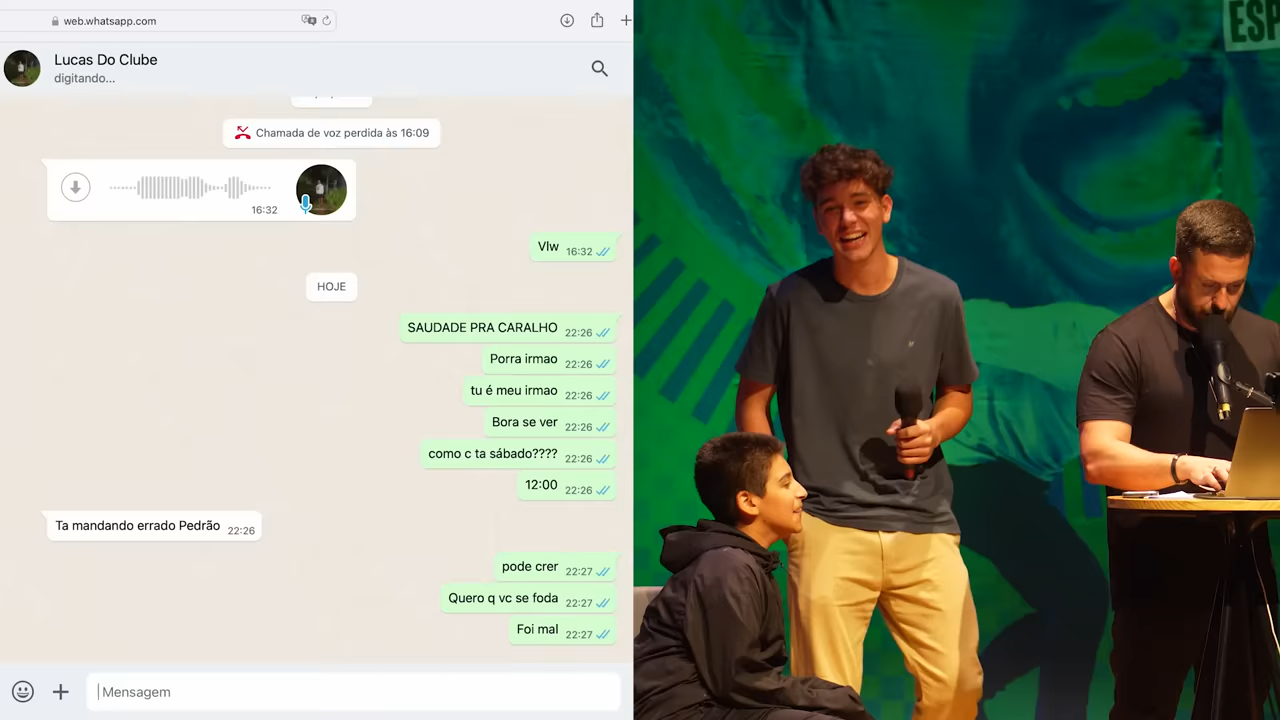 web.whatsapp.com
ESP
Lucas Do Clube
digitando...
Chamada de voz perdida às 16:09
16:32
Vlw 16:32
HOJE
SAUDADE PRA CARALHO 22:26
Porra irmao 22:26
tu é meu irmao 22:26
Bora se ver 22:26
como c ta sábado???? 22:26
12:00 22:26
Ta mandando errado Pedrão 22:26
pode crer 22:27
Quero q vc se foda 22:27
Foi mal 22:27
Mensagem